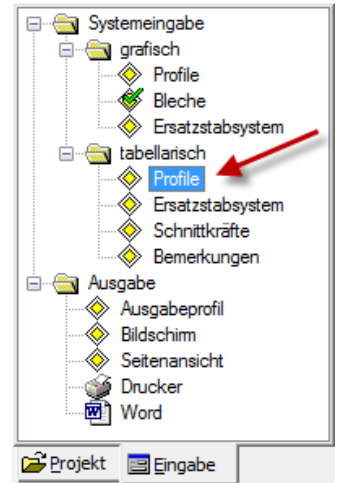 Systemeingabe
grafisch
Profile
Bleche
Ersatzstabsystem
tabellarisch
Profile
Ersatzstabsystem
Schnittkräfte
Bemerkungen
Ausgabe
Ausgabeprofil
Bildschirm
Seitenansicht
Drucker
W Word
Projekt Eingabe